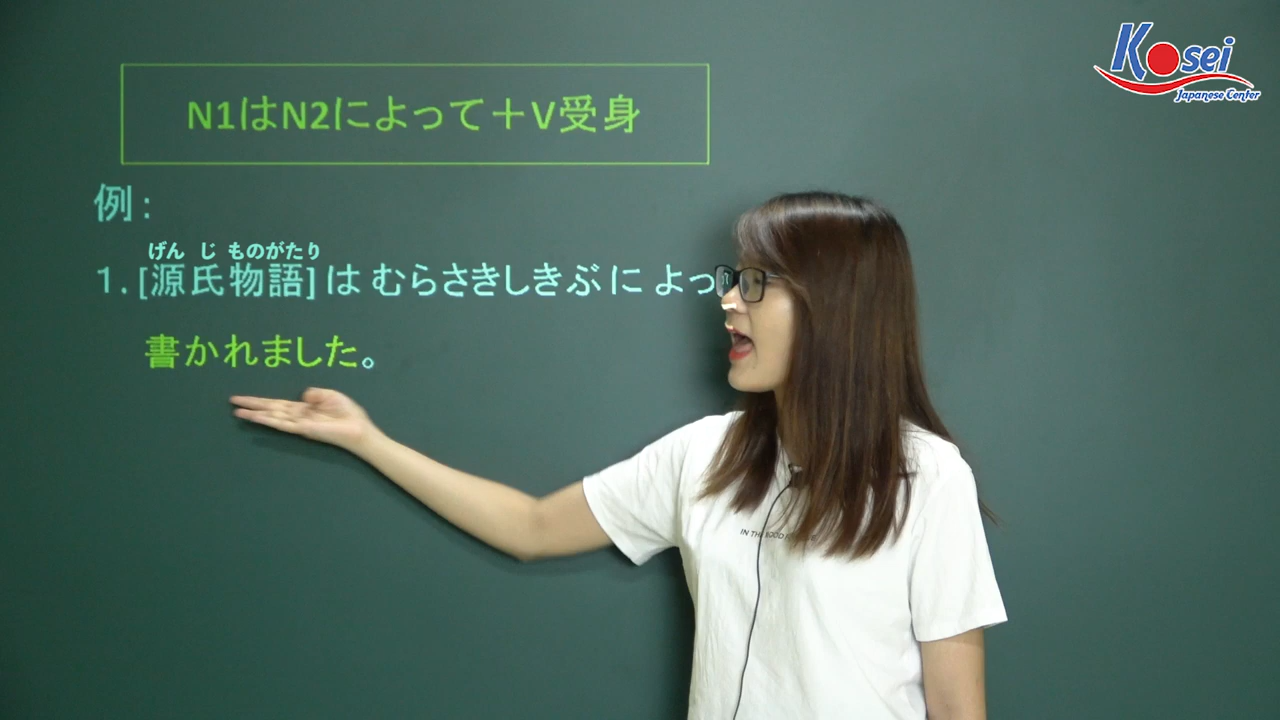 Kosei
Japanese Center
N1はN2によって＋V受身
例：
げん じ ものがたり
1．[源氏物語] は むらさきしきぶ に よっ
書かれました。
IN TH